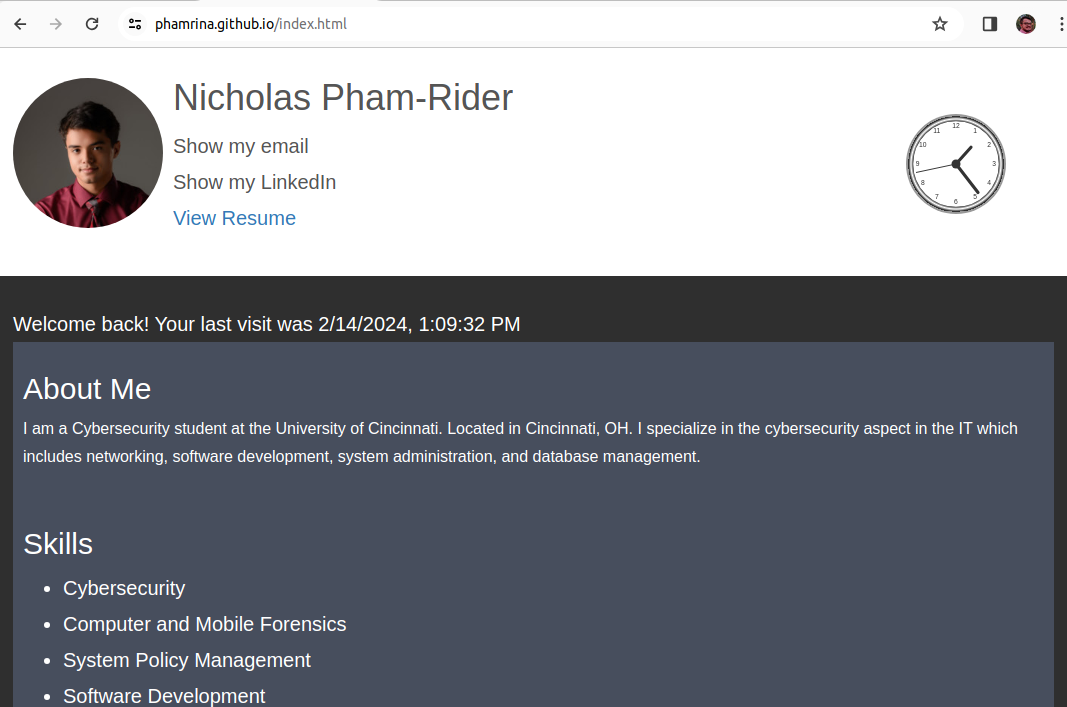 phamrina.github.io/index.html
Nicholas Pham-Rider
Show my email
Show my LinkedIn
View Resume
12
1
2
3
4
5
6
7
8
9
10
11
Welcome back! Your last visit was 2/14/2024, 1:09:32 PM
About Me
I am a Cybersecurity student at the University of Cincinnati. Located in Cincinnati, OH. I specialize in the cybersecurity aspect in the IT which
includes networking, software development, system administration, and database management.
Skills
Cybersecurity
Computer and Mobile Forensics
System Policy Management
Software Development